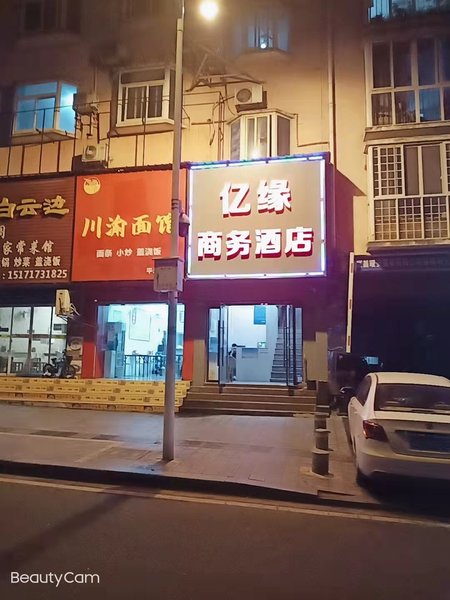 白云边
家常菜馆
锅 炒菜 盖浇饭
:15171731825
川渝面馆
面条 小炒 盖浇饭
亿缘
商务酒店
BeautyCam